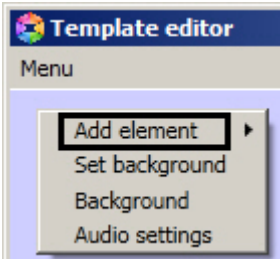 Template editor
Menu
Add element
Set background
Background
Audio settings